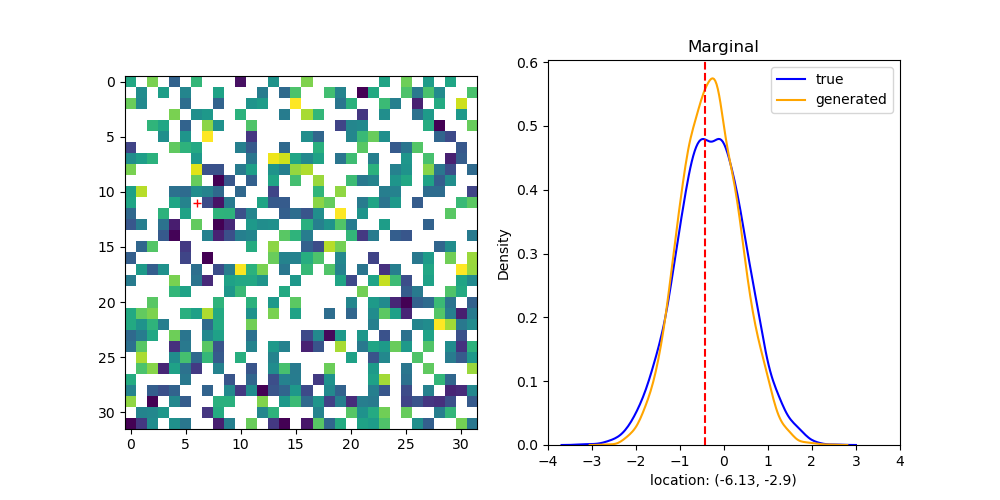 Marginal
true
generated
Density
location: (-6.13, -2.9)
0
5
10
15
20
25
30
0 5 10 15 20 25 30
0.6
0.5
0.4
0.3
0.2
0.1
0.0
−4 −3 −2 −1 0 1 2 3 4